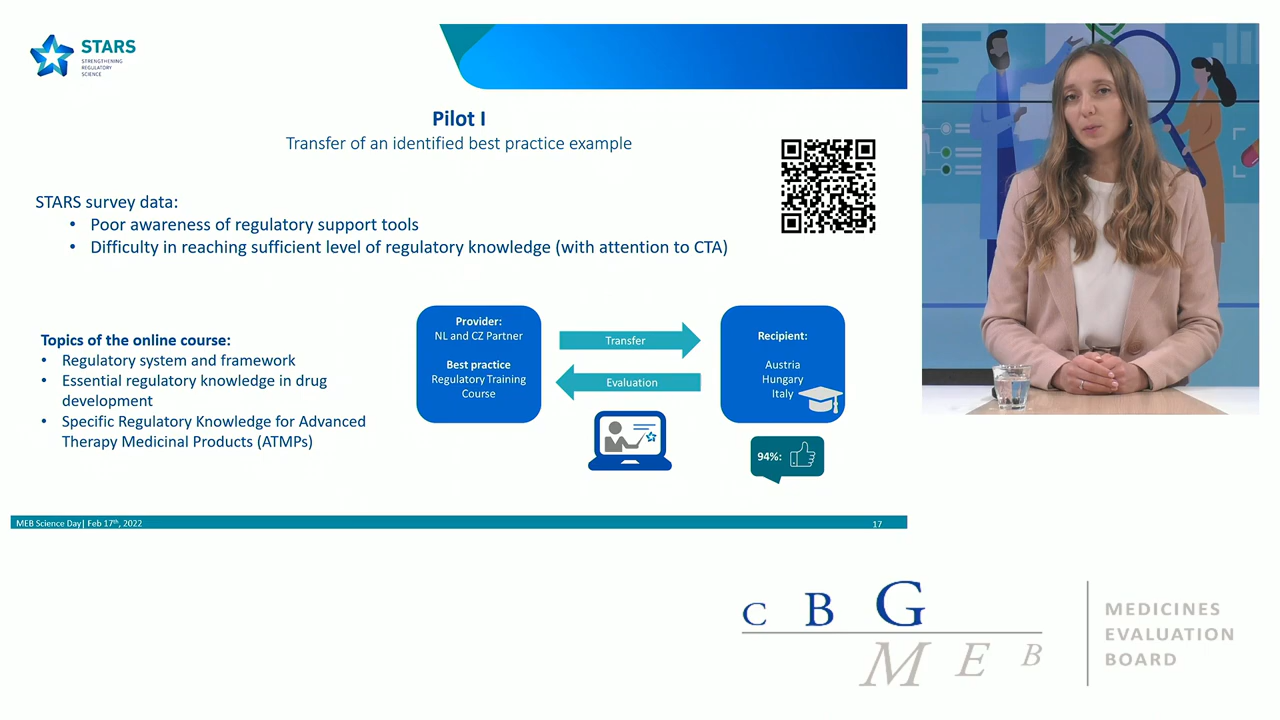 STARS
STRENGTHENING
REGULATORY
SCIENCE
Pilot I
Transfer of an identified best practice example
STARS survey data:
• Poor awareness of regulatory support tools
• Difficulty in reaching sufficient level of regulatory knowledge (with attention to CTA)
Topics of the online course:
• Regulatory system and framework
• Essential regulatory knowledge in drug
development
• Specific Regulatory Knowledge for Advanced
Therapy Medicinal Products (ATMPs)
Provider:
NL and CZ Partner
Best practice
Regulatory Training
Course
Transfer
Evaluation
Recipient:
Austria
Hungary
Italy
94%:
MEB Science Day| Feb 17th, 2022
17
C B G
M E B
MEDICINES
EVALUATION
BOARD